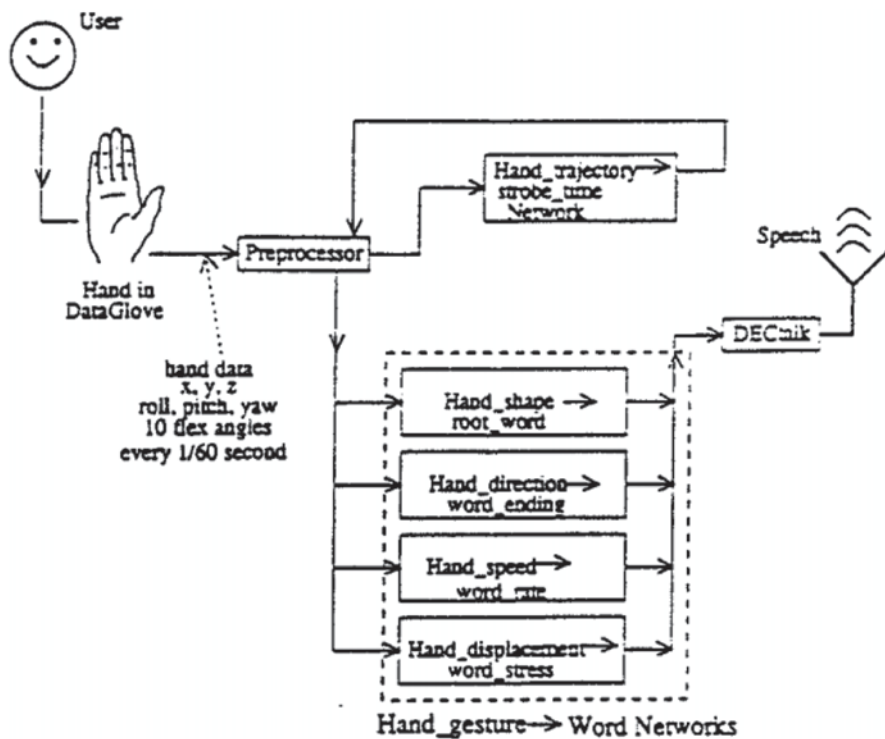 User
Hand_trajectory →
strobe_time
Network
Speech
Preprocessor
Hand in
DataGlove
DECtalk
hand data
x, y, z
roll, pitch, yaw
10 flex angles
every 1/60 second
Hand_shape →
root_word
Hand_direction →
word_ending
Hand_speed →
word_rate
Hand_displacement →
word_stress
Hand_gesture → Word Networks